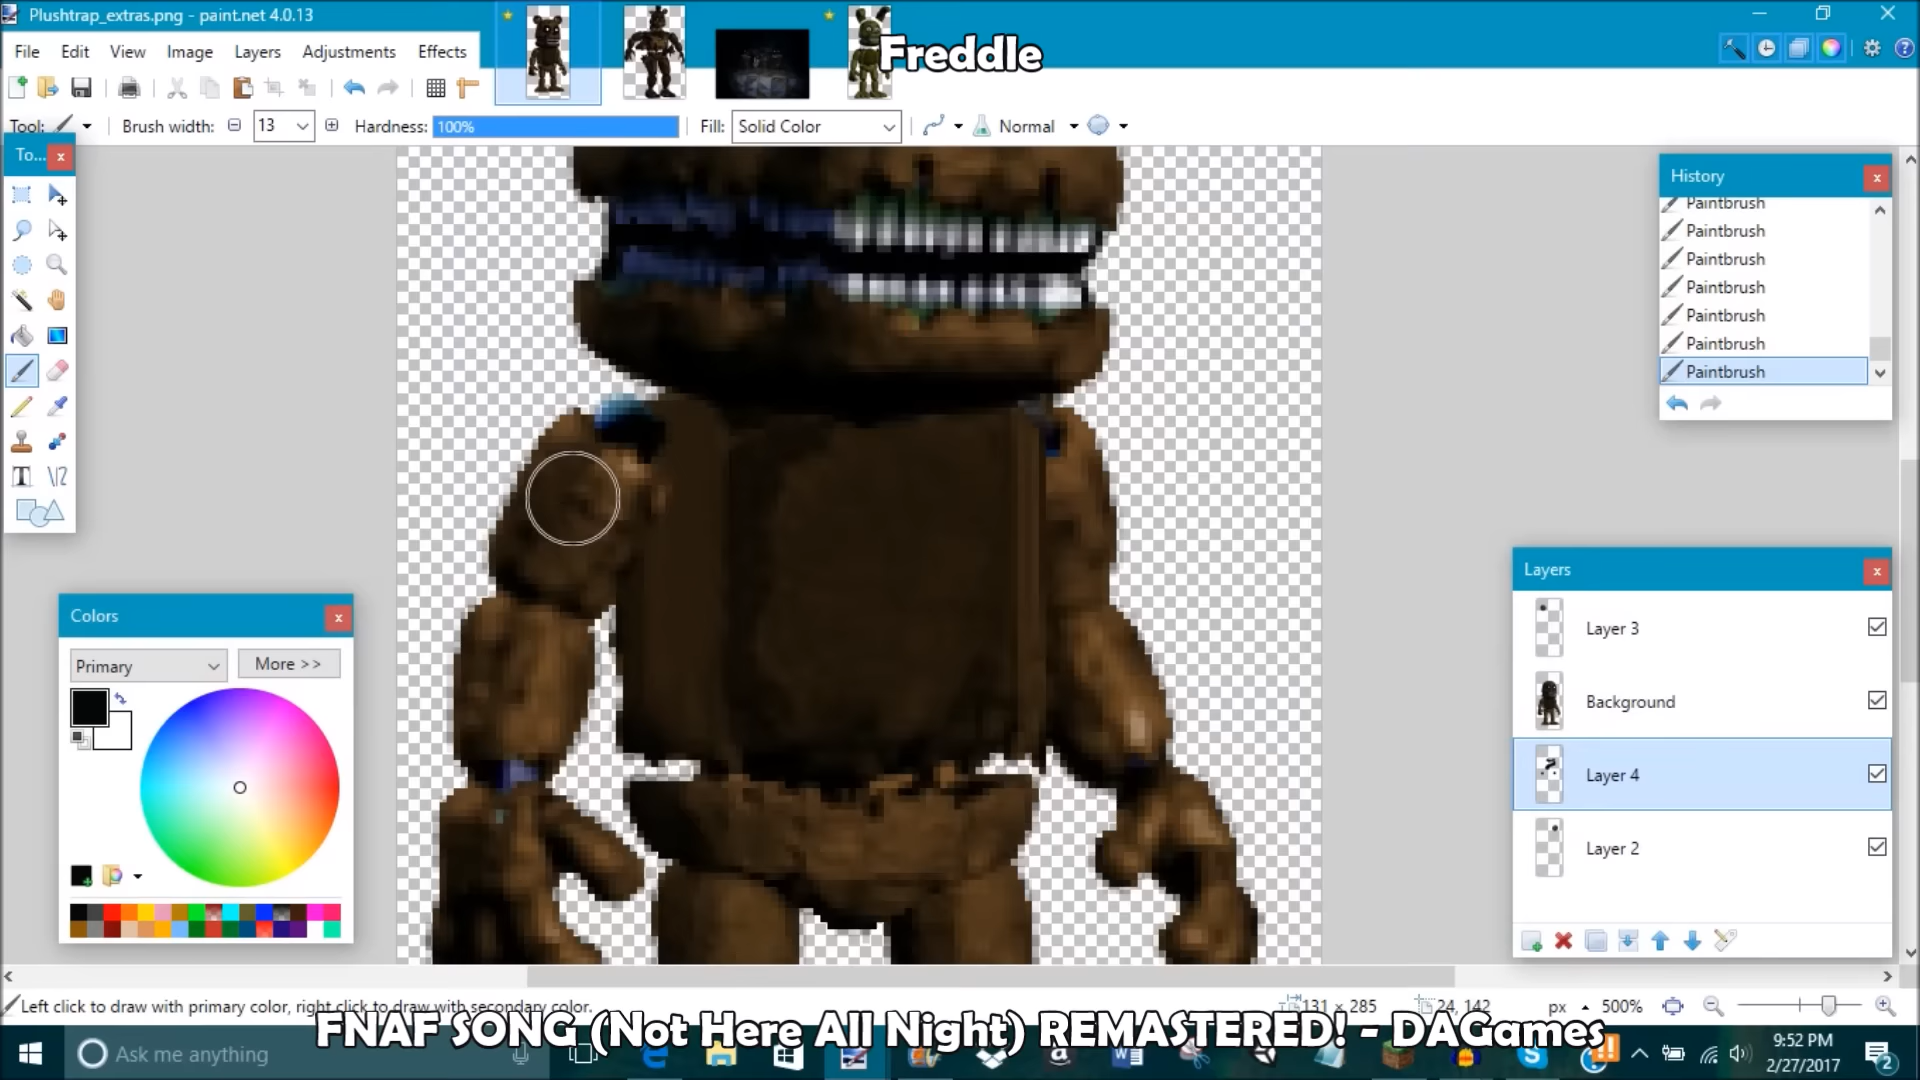 Plushtrap_extras.png - paint.net 4.0.13
Freddle
File Edit View Image Layers Adjustments Effects
Tool: Brush width: 13 Hardness: 100% Fill: Solid Color Normal
To...
History
Paintbrush
Paintbrush
Paintbrush
Paintbrush
Paintbrush
Paintbrush
Paintbrush
Colors
Primary
More >>
Layers
Layer 3
Background
Layer 4
Layer 2
Left click to draw with primary color, right click to draw with secondary color.
131 × 285
24, 142
px
500%
FNAF SONG (Not Here All Night) REMASTERED! - DAGames
Ask me anything
9:52 PM
2/27/2017
2